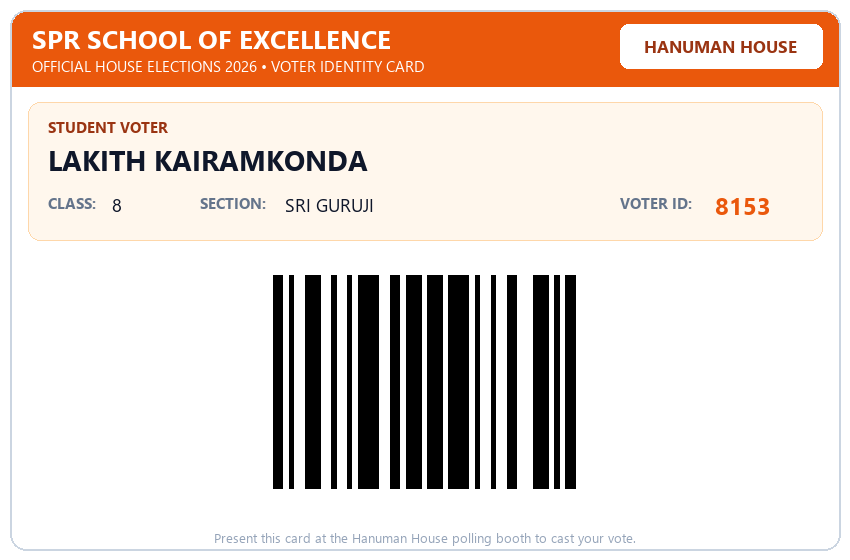 SPR SCHOOL OF EXCELLENCE
OFFICIAL HOUSE ELECTIONS 2026 • VOTER IDENTITY CARD
HANUMAN HOUSE
STUDENT VOTER
LAKITH KAIRAMKONDA
CLASS: 8 SECTION: SRI GURUJI VOTER ID: 8153
Present this card at the Hanuman House polling booth to cast your vote.